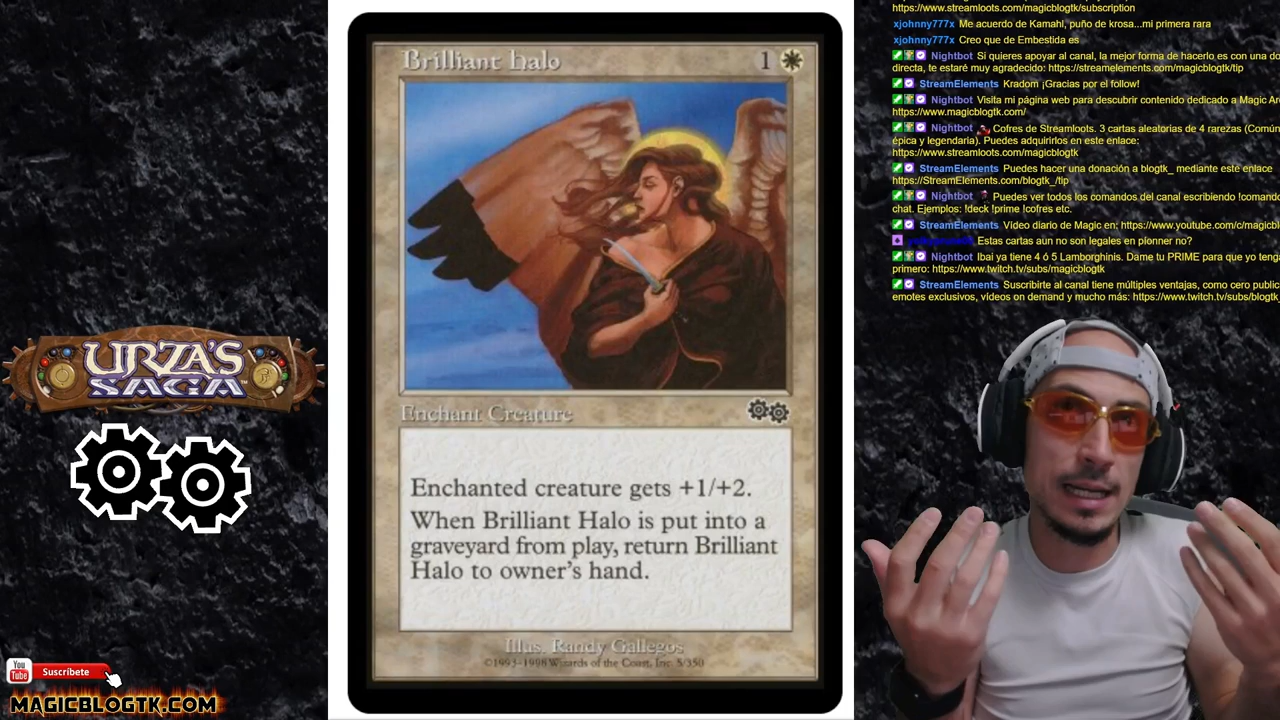 URZA'S
SAGA
You
Tube
Suscríbete
MAGICBLOGTK.COM
Brilliant Halo
1
Enchant Creature
Enchanted creature gets +1/+2.
When Brilliant Halo is put into a
graveyard from play, return Brilliant
Halo to owner's hand.
Illus. Randy Gallegos
©1993-1998 Wizards of the Coast, Inc. 5/350
https://www.streamloots.com/magicblogtk/subscription
xjohnny777x Me acuerdo de Kamahl, puño de krosa...mi primera rara
xjohnny777x Creo que de Embestida es
Nightbot Si quieres apoyar al canal, la mejor forma de hacerlo es con una do
directa, te estaré muy agradecido: https://streamelements.com/magicblogtk/tip
StreamElements Kradom ¡Gracias por el follow!
Nightbot Visita mi página web para descubrir contenido dedicado a Magic Ar
https://www.magicblogtk.com/
Nightbot Cofres de Streamloots. 3 cartas aleatorias de 4 rarezas (Común
épica y legendaria). Puedes adquirirlos en este enlace:
https://www.streamloots.com/magicblogtk
StreamElements Puedes hacer una donación a blogtk_ mediante este enlace
https://StreamElements.com/blogtk_/tip
Nightbot Puedes ver todos los comandos del canal escribiendo !comando
chat. Ejemplos: !deck !prime !cofres etc.
StreamElements Vídeo diario de Magic en: https://www.youtube.com/c/magicbl
Estas cartas aun no son legales en pionner no?
Nightbot Ibai ya tiene 4 ó 5 Lamborghinis. Dame tu PRIME para que yo teng
primero: https://www.twitch.tv/subs/magicblogtk
StreamElements Suscribirte al canal tiene múltiples ventajas, como cero public
emotes exclusivos, vídeos on demand y mucho más: https://www.twitch.tv/subs/blogtk